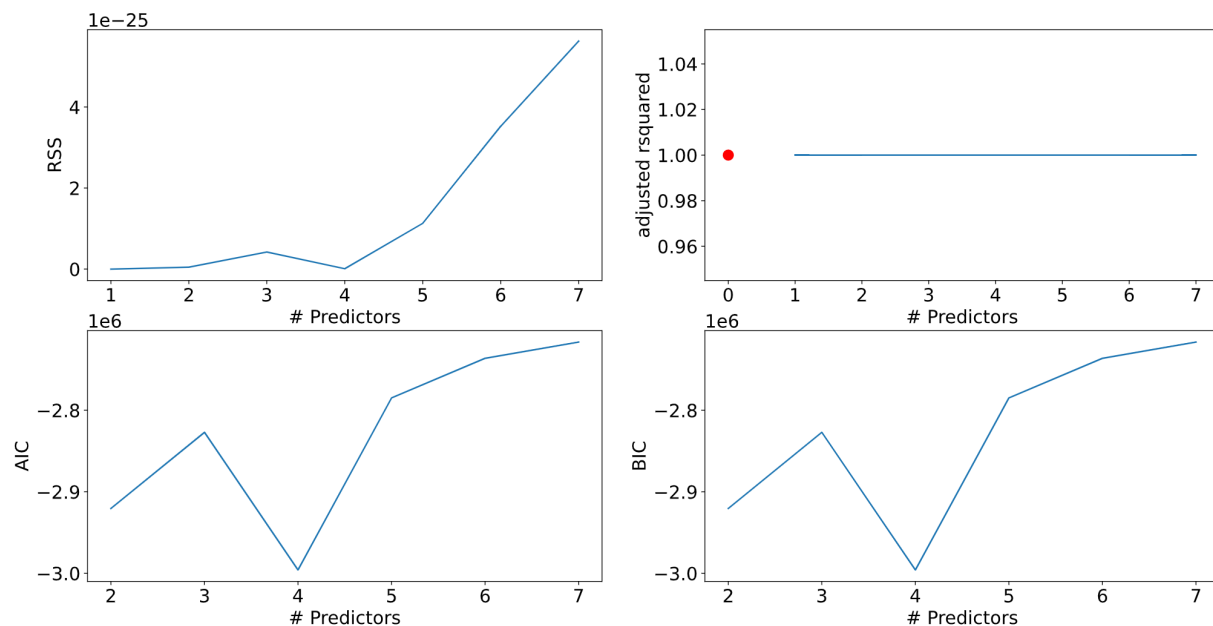 1e−25
4
2
0
RSS
1 2 3 4 5 6 7
# Predictors
1.04
1.02
1.00
0.98
0.96
adjusted rsquared
0 1 2 3 4 5 6 7
# Predictors
1e6
−2.8
−2.9
−3.0
AIC
2 3 4 5 6 7
# Predictors
1e6
−2.8
−2.9
−3.0
BIC
2 3 4 5 6 7
# Predictors